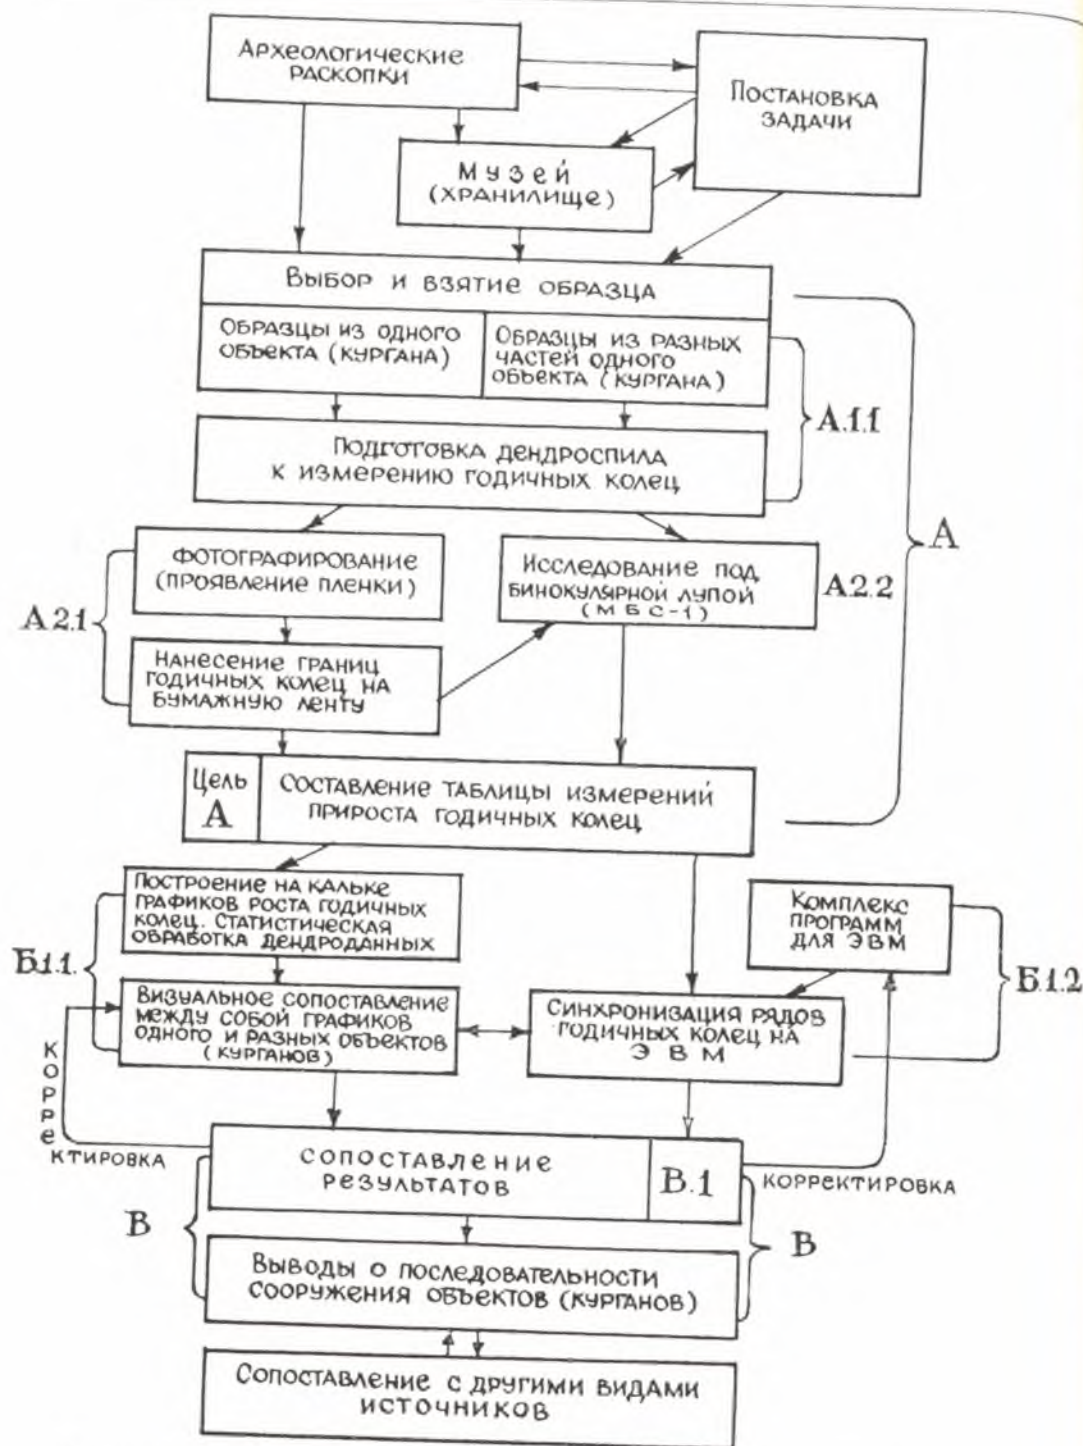 Археологические
раскопки
Постановка
задачи
Музей
(хранилище)
Выбор и взятие образца
Образцы из одного
объекта (кургана)
Образцы из разных
частей одного
объекта (кургана)
А.1.1
Подготовка дендроспила
к измерению годичных колец
А
Фотографирование
(проявление пленки)
Исследование под
бинокулярной лупой
(МБС-1)
А2.2
А2.1
Нанесение границ
годичных колец на
бумажную ленту
Цель
А
Составление таблицы измерений
прироста годичных колец
Построение на кальке
графиков роста годичных
колец. Статистическая
обработка дендроданных
Комплекс
программ
для ЭВМ
Б.1.1.
Б.1.2
Визуальное сопоставление
между собой графиков
одного и разных объектов
(курганов)
Синхронизация рядов
годичных колец на
ЭВМ
Корректировка
Сопоставление
результатов
В.1
корректировка
В
В
Выводы о последовательности
сооружения объектов (курганов)
Сопоставление с другими видами
источников